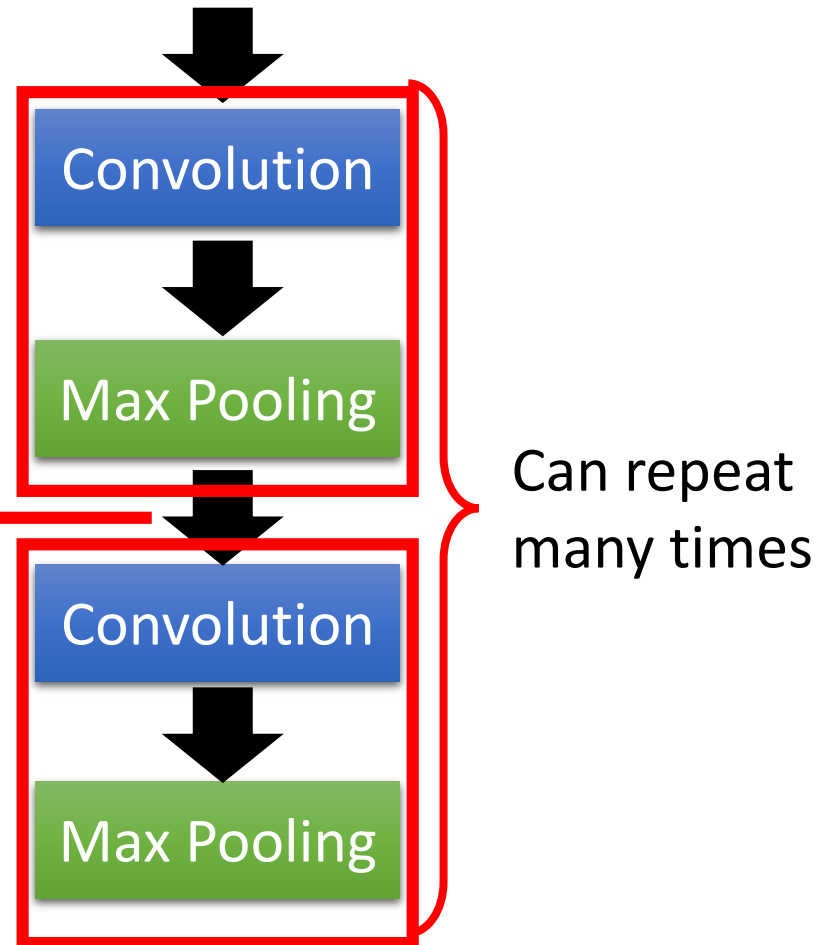 Convolution
Max Pooling
Can repeat
many times
Convolution
Max Pooling